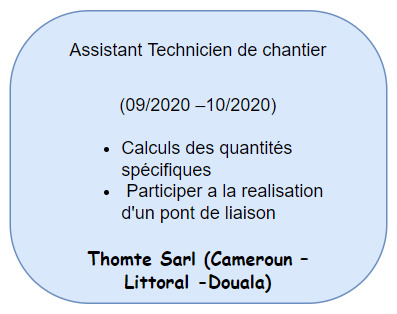 Assistant Technicien de chantier
(09/2020 –10/2020)
• Calculs des quantités
spécifiques
• Participer a la realisation
d'un pont de liaison
Thomte Sarl (Cameroun –
Littoral -Douala)